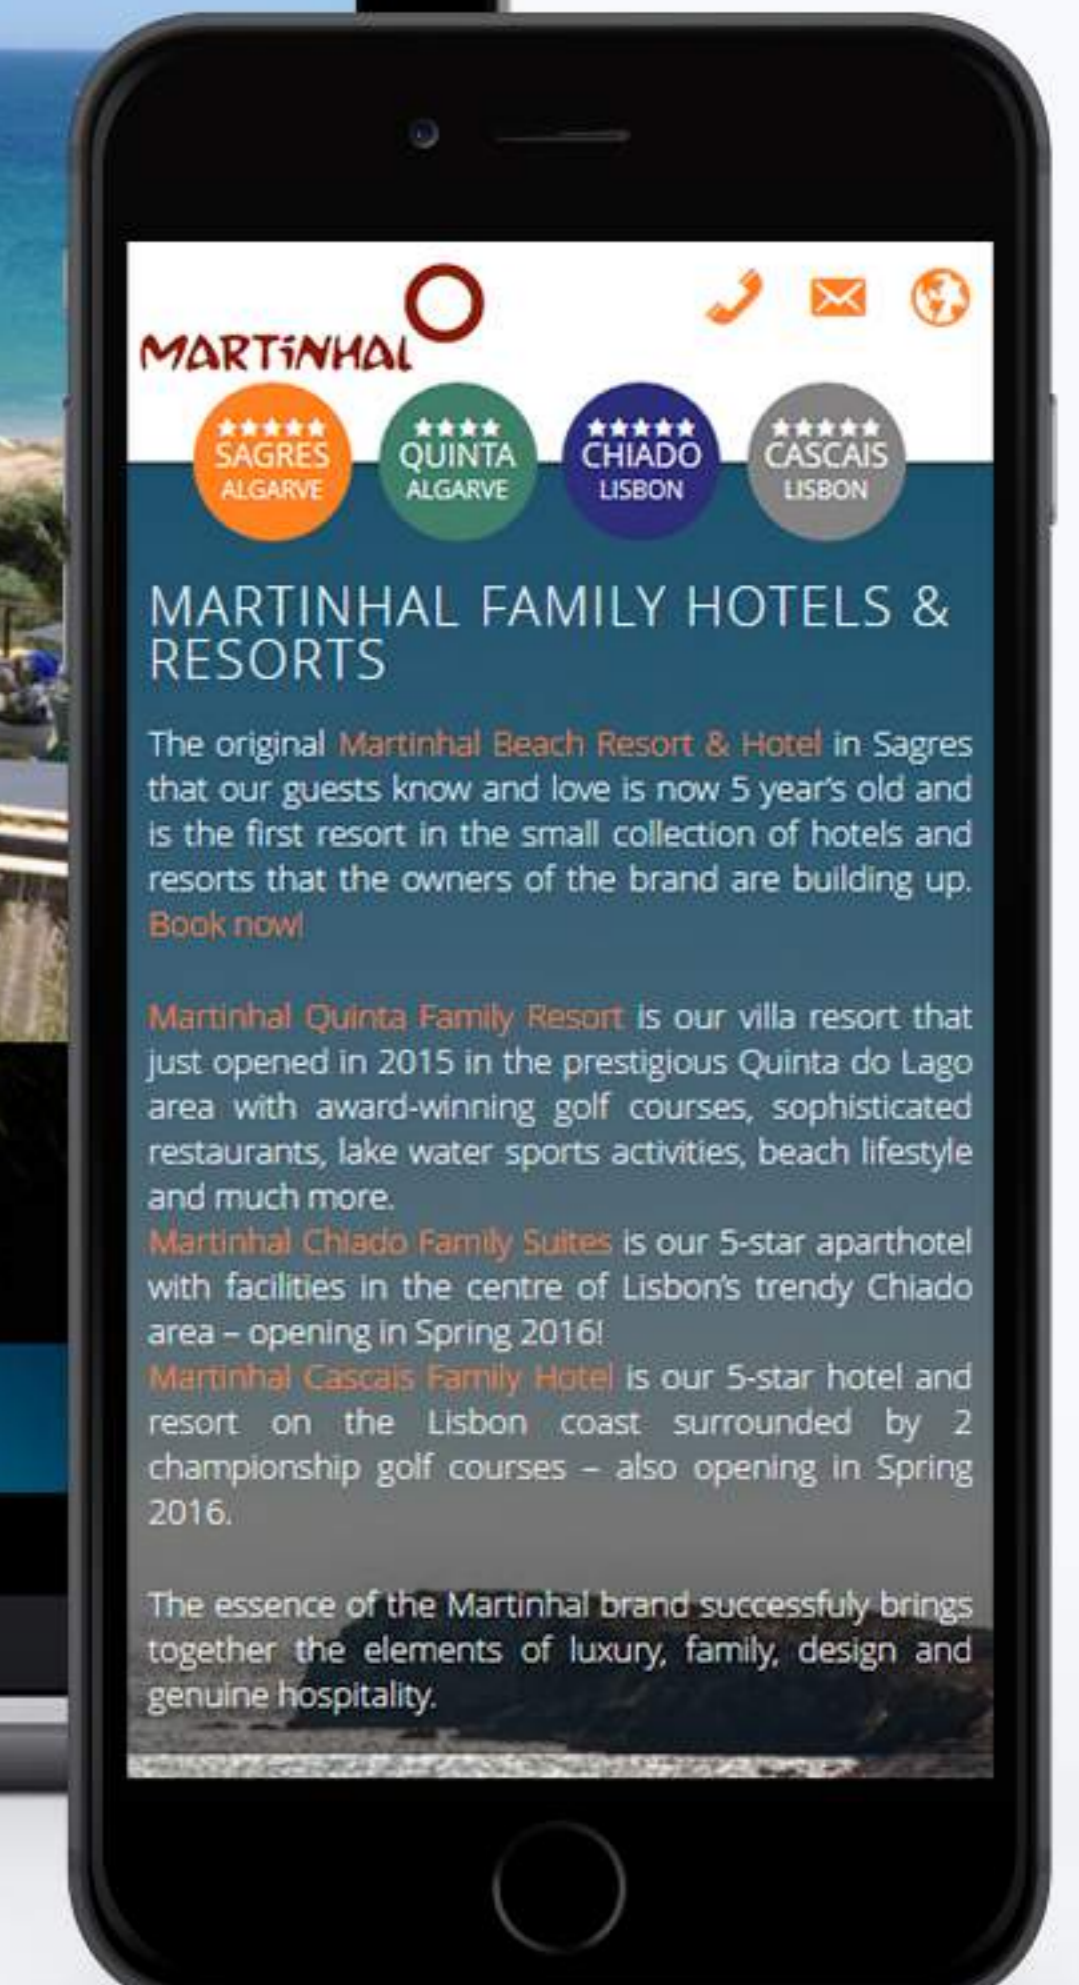 MARTiNHAL
★★★★★
SAGRES
ALGARVE
★★★★
QUINTA
ALGARVE
★★★★★
CHIADO
LISBON
★★★★★
CASCAIS
LISBON
MARTINHAL FAMILY HOTELS &
RESORTS
The original Martinhal Beach Resort & Hotel in Sagres
that our guests know and love is now 5 year's old and
is the first resort in the small collection of hotels and
resorts that the owners of the brand are building up.
Book now!
Martinhal Quinta Family Resort is our villa resort that
just opened in 2015 in the prestigious Quinta do Lago
area with award-winning golf courses, sophisticated
restaurants, lake water sports activities, beach lifestyle
and much more.
Martinhal Chiado Family Suites is our 5-star aparthotel
with facilities in the centre of Lisbon's trendy Chiado
area – opening in Spring 2016!
Martinhal Cascais Family Hotel is our 5-star hotel and
resort on the Lisbon coast surrounded by 2
championship golf courses – also opening in Spring
2016.
The essence of the Martinhal brand successfuly brings
together the elements of luxury, family, design and
genuine hospitality.